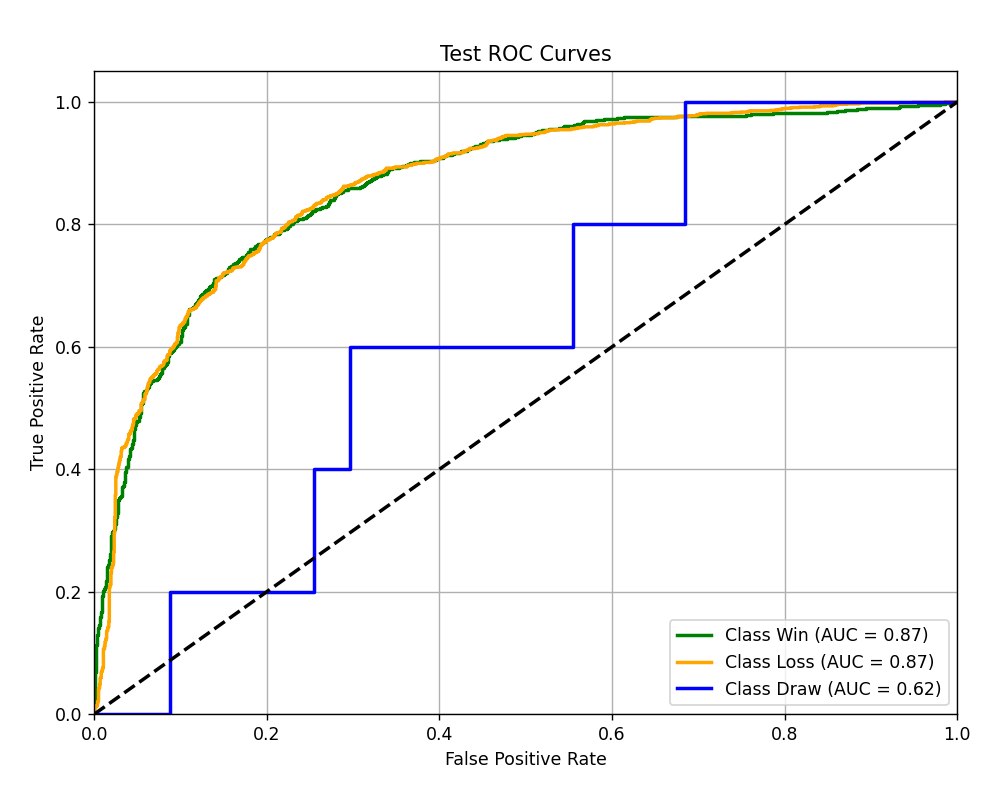 Test ROC Curves
True Positive Rate
1.0
0.8
0.6
0.4
0.2
0.0
0.0 0.2 0.4 0.6 0.8 1.0
False Positive Rate
Class Win (AUC = 0.87)
Class Loss (AUC = 0.87)
Class Draw (AUC = 0.62)